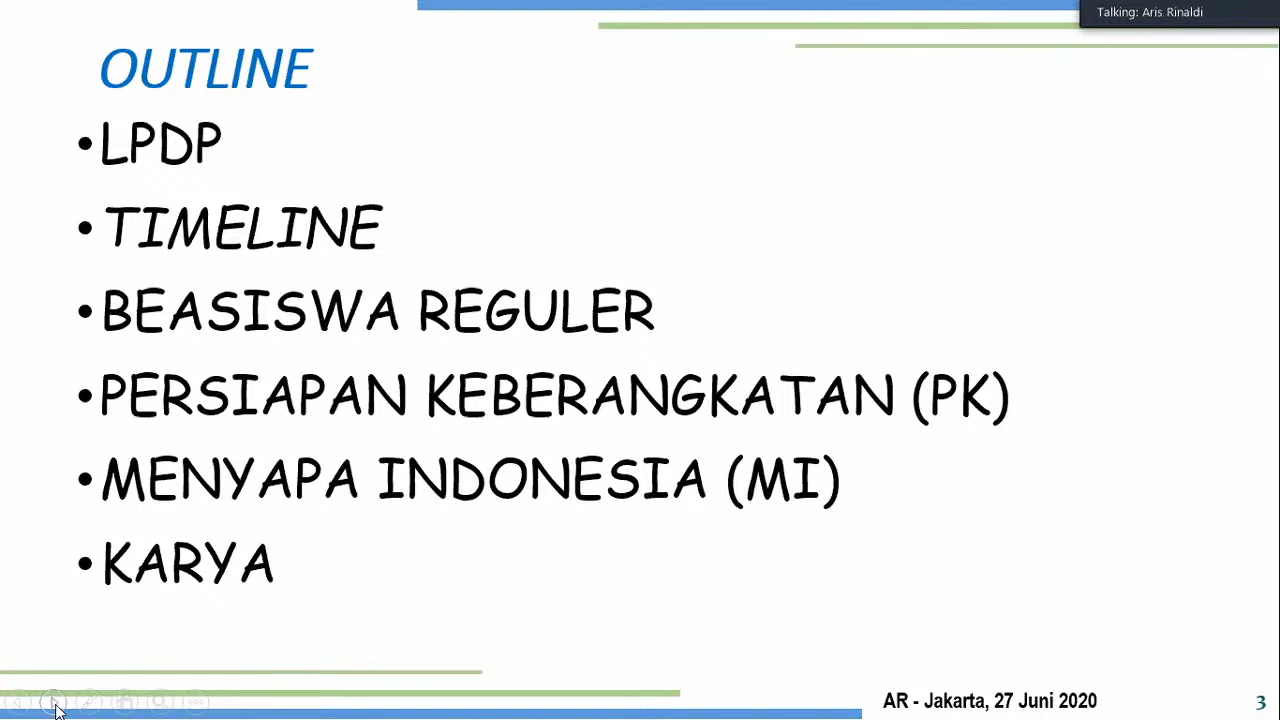 Talking: Aris Rinaldi
OUTLINE
•LPDP
•TIMELINE
•BEASISWA REGULER
•PERSIAPAN KEBERANGKATAN (PK)
•MENYAPA INDONESIA (MI)
•KARYA
AR - Jakarta, 27 Juni 2020
3